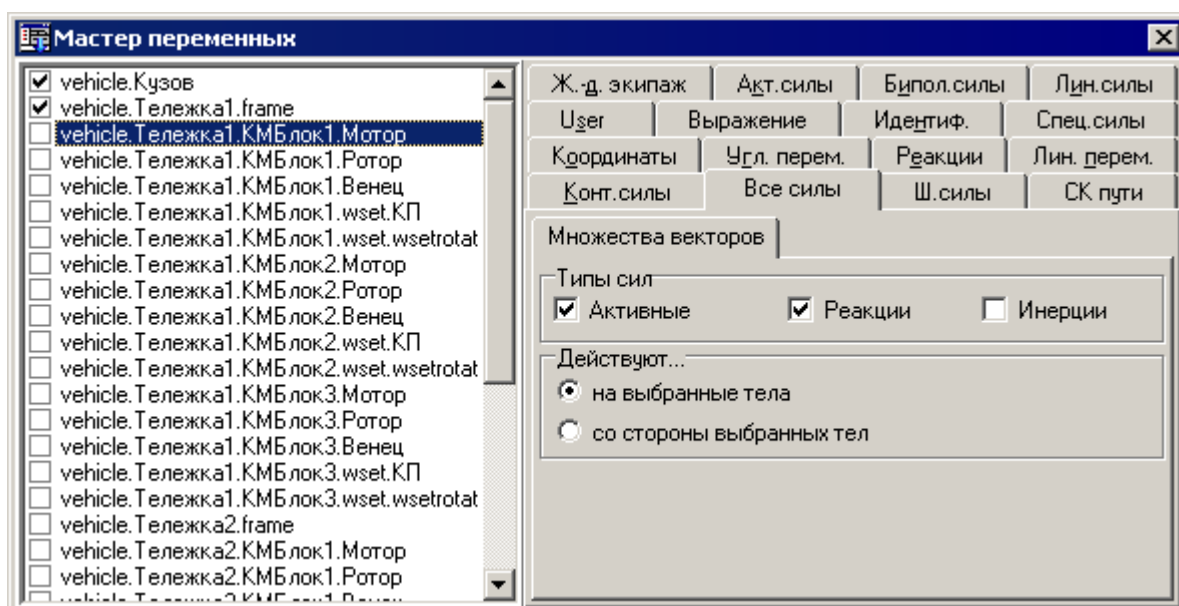 Мастер переменных
vehicle.Кузов
vehicle.Тележка1.frame
vehicle.Тележка1.КМБлок1.Мотор
vehicle.Тележка1.КМБлок1.Ротор
vehicle.Тележка1.КМБлок1.Венец
vehicle.Тележка1.КМБлок1.wset.КП
vehicle.Тележка1.КМБлок1.wset.wsetrotat
vehicle.Тележка1.КМБлок2.Мотор
vehicle.Тележка1.КМБлок2.Ротор
vehicle.Тележка1.КМБлок2.Венец
vehicle.Тележка1.КМБлок2.wset.КП
vehicle.Тележка1.КМБлок2.wset.wsetrotat
vehicle.Тележка1.КМБлок3.Мотор
vehicle.Тележка1.КМБлок3.Ротор
vehicle.Тележка1.КМБлок3.Венец
vehicle.Тележка1.КМБлок3.wset.КП
vehicle.Тележка1.КМБлок3.wset.wsetrotat
vehicle.Тележка2.frame
vehicle.Тележка2.КМБлок1.Мотор
vehicle.Тележка2.КМБлок1.Ротор
Ж.-д. экипаж Акт.силы Бипол.силы Лин.силы
User Выражение Идентиф. Спец.силы
Координаты Угл. перем. Реакции Лин. перем.
Конт.силы Все силы Ш.силы СК пути
Множества векторов
Типы сил
Активные Реакции Инерции
Действуют...
на выбранные тела
со стороны выбранных тел